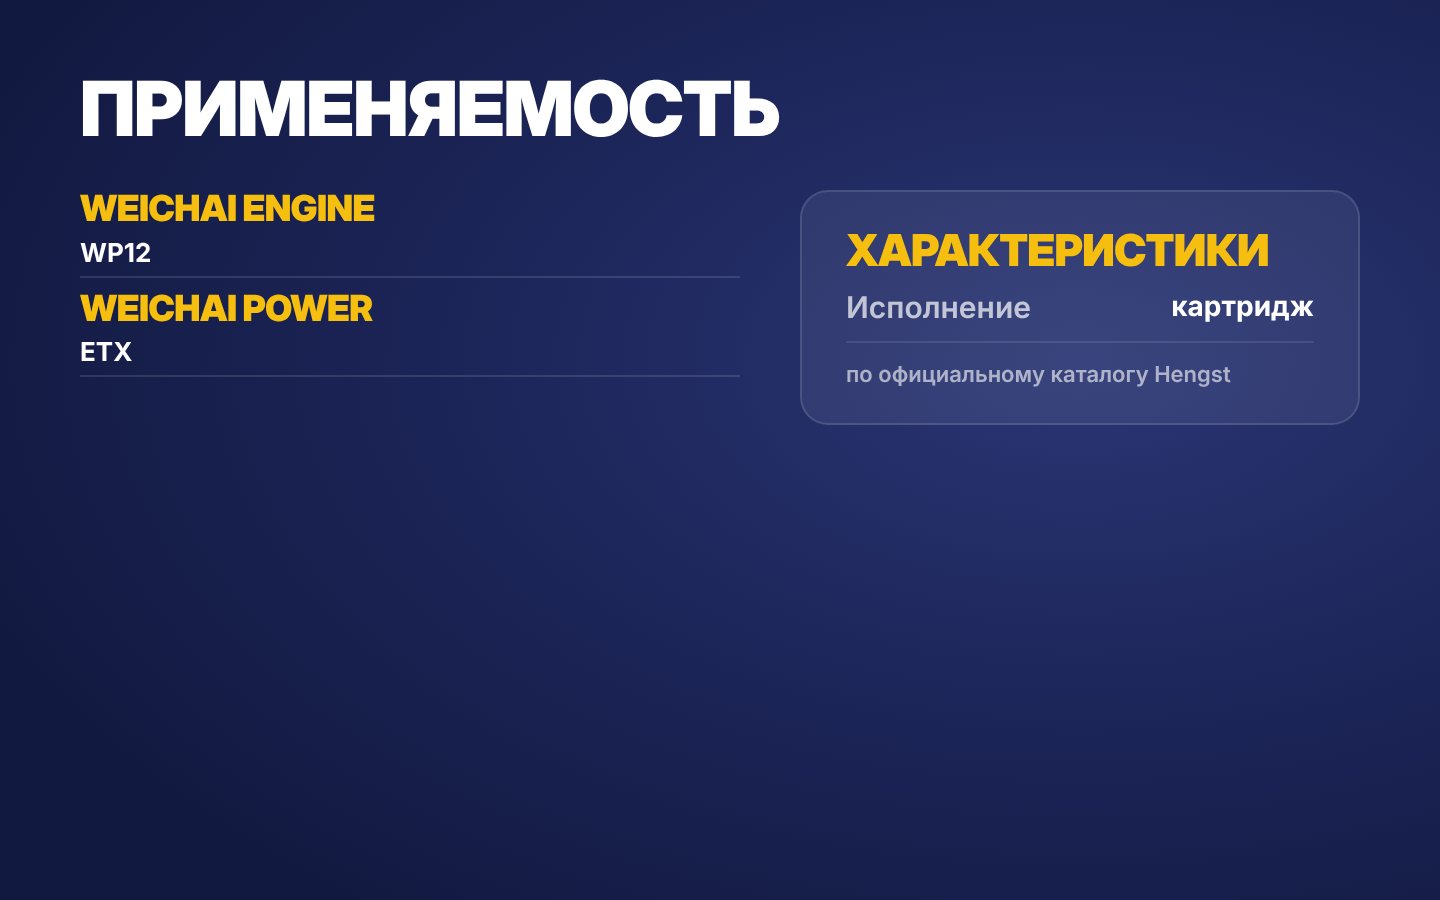 ПРИМЕНЯЕМОСТЬ
WEICHAI ENGINE
WP12
WEICHAI POWER
ETX
ХАРАКТЕРИСТИКИ
Исполнение картридж
по официальному каталогу Hengst